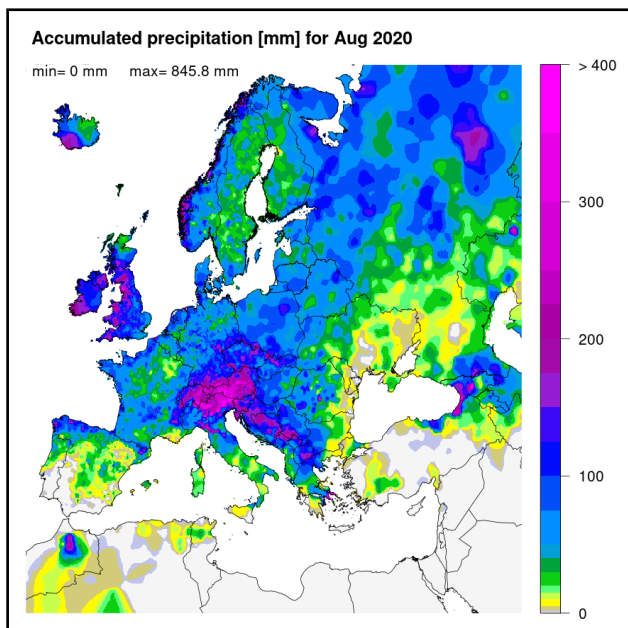 Accumulated precipitation [mm] for Aug 2020
min= 0 mm max= 845.8 mm
> 400
300
200
100
0